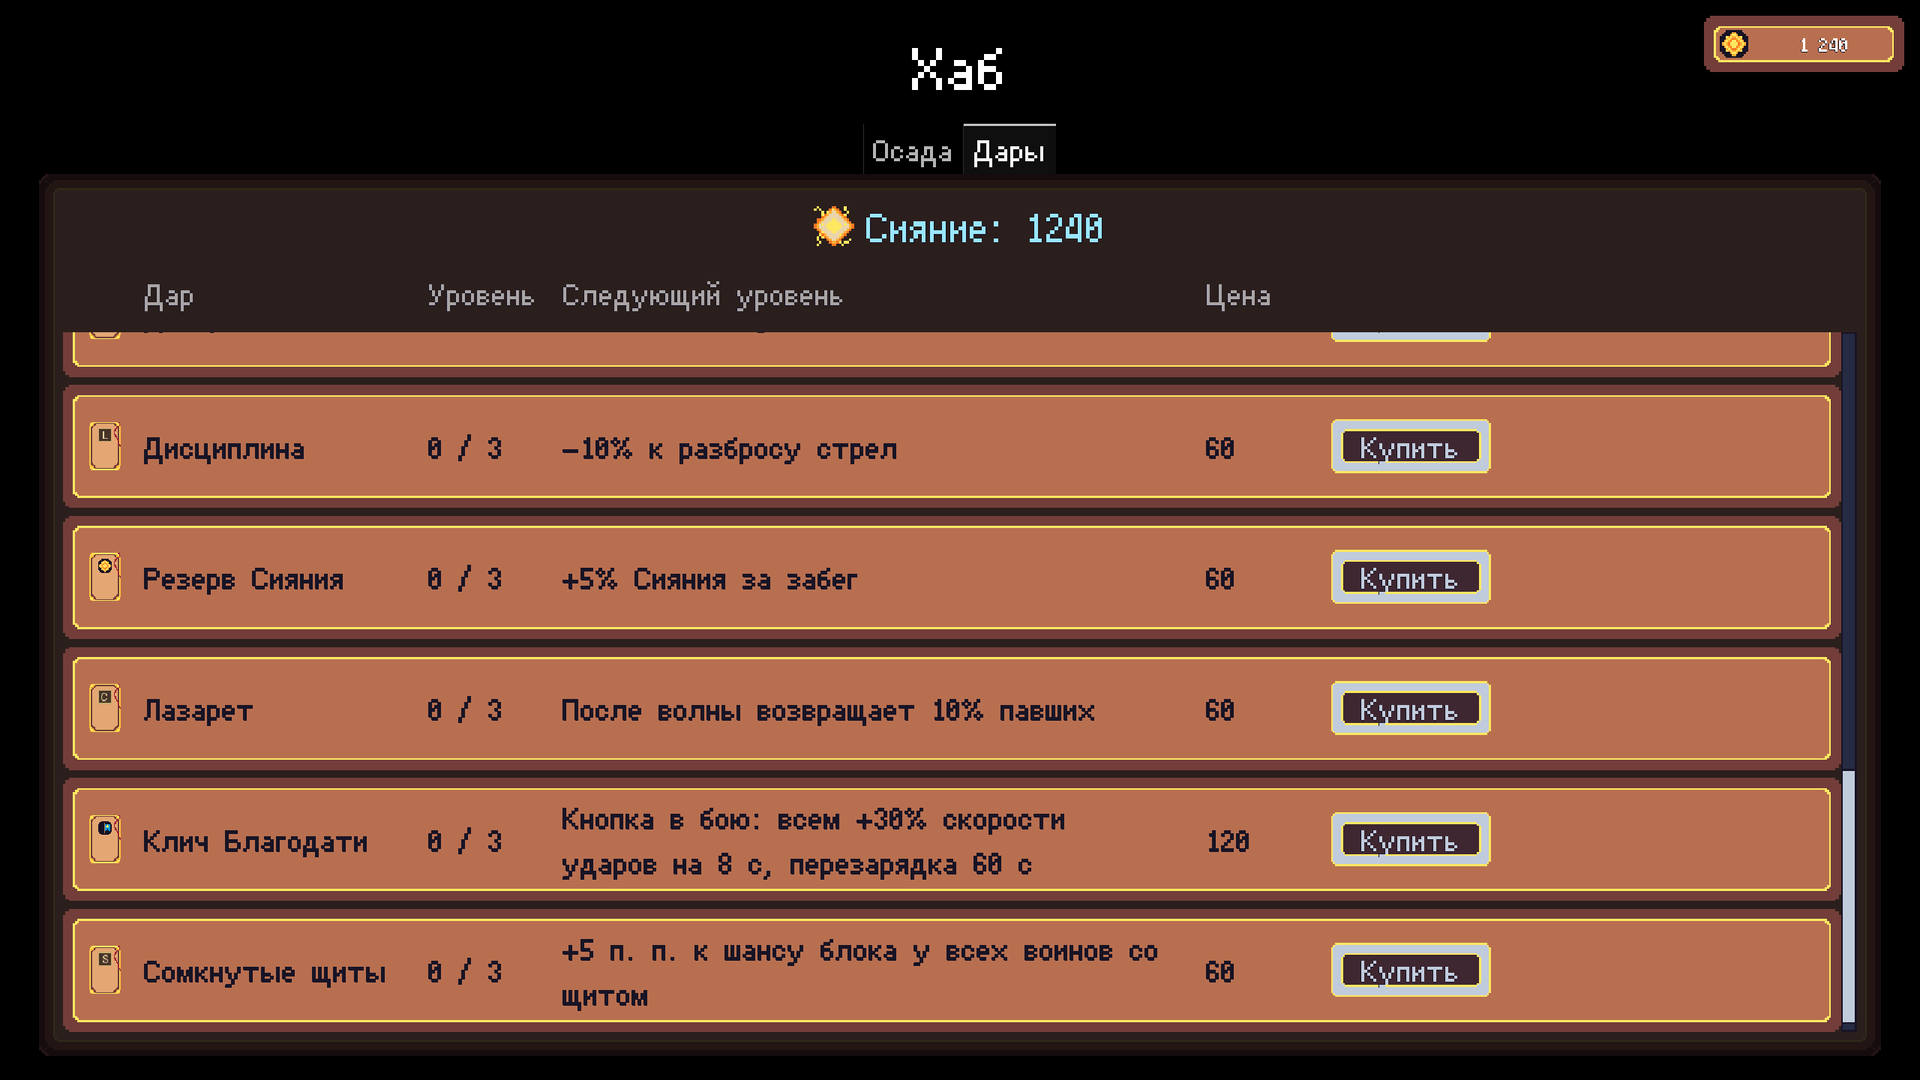 Хаб
1 240
Осада Дары
Сияние: 1240
Дар Уровень Следующий уровень Цена
L
Дисциплина 0 / 3 −10% к разбросу стрел 60 Купить
Резерв Сияния 0 / 3 +5% Сияния за забег 60 Купить
C
Лазарет 0 / 3 После волны возвращает 10% павших 60 Купить
Кнопка в бою: всем +30% скорости
Клич Благодати 0 / 3 120 Купить
ударов на 8 с, перезарядка 60 с
S
+5 п. п. к шансу блока у всех воинов со
Сомкнутые щиты 0 / 3 60 Купить
щитом